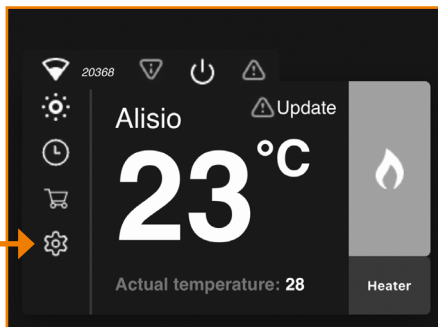 20368
Alisio
Update
23°C
Actual temperature: 28
Heater